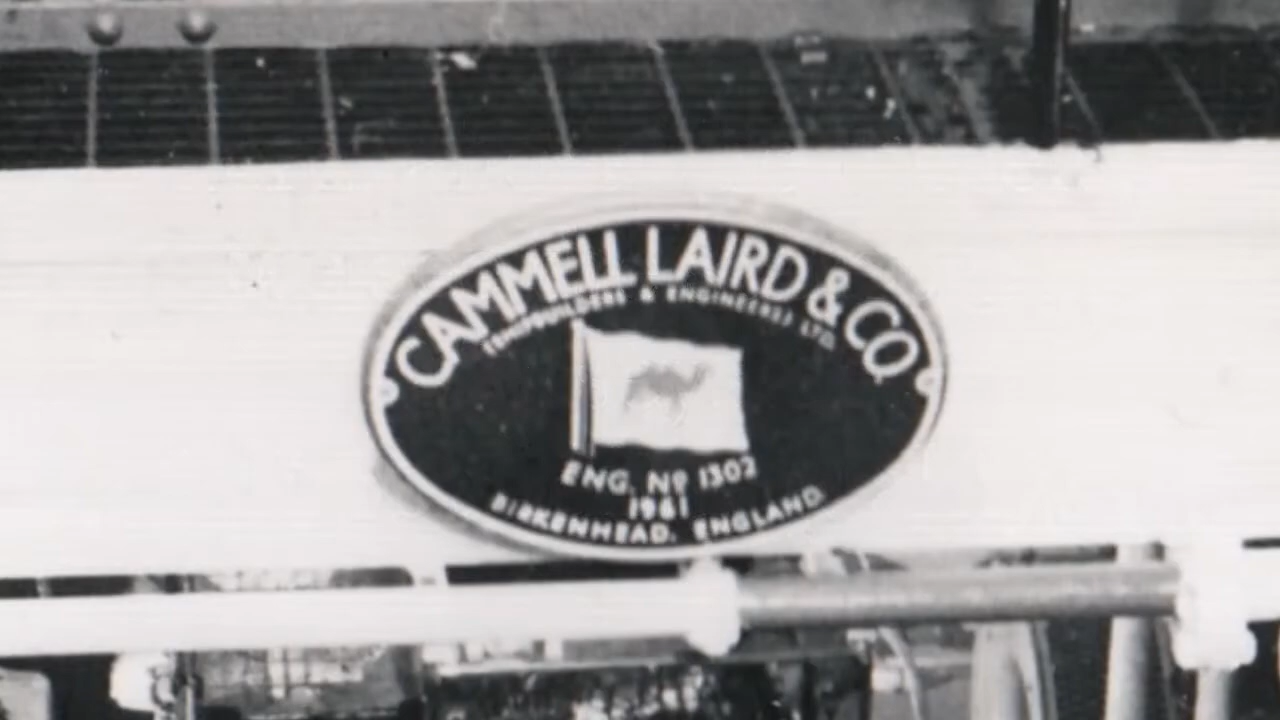 CAMMELL LAIRD & CO
SHIPBUILDERS & ENGINEERS LTD.
ENG. No 1302
1961
BIRKENHEAD. ENGLAND.